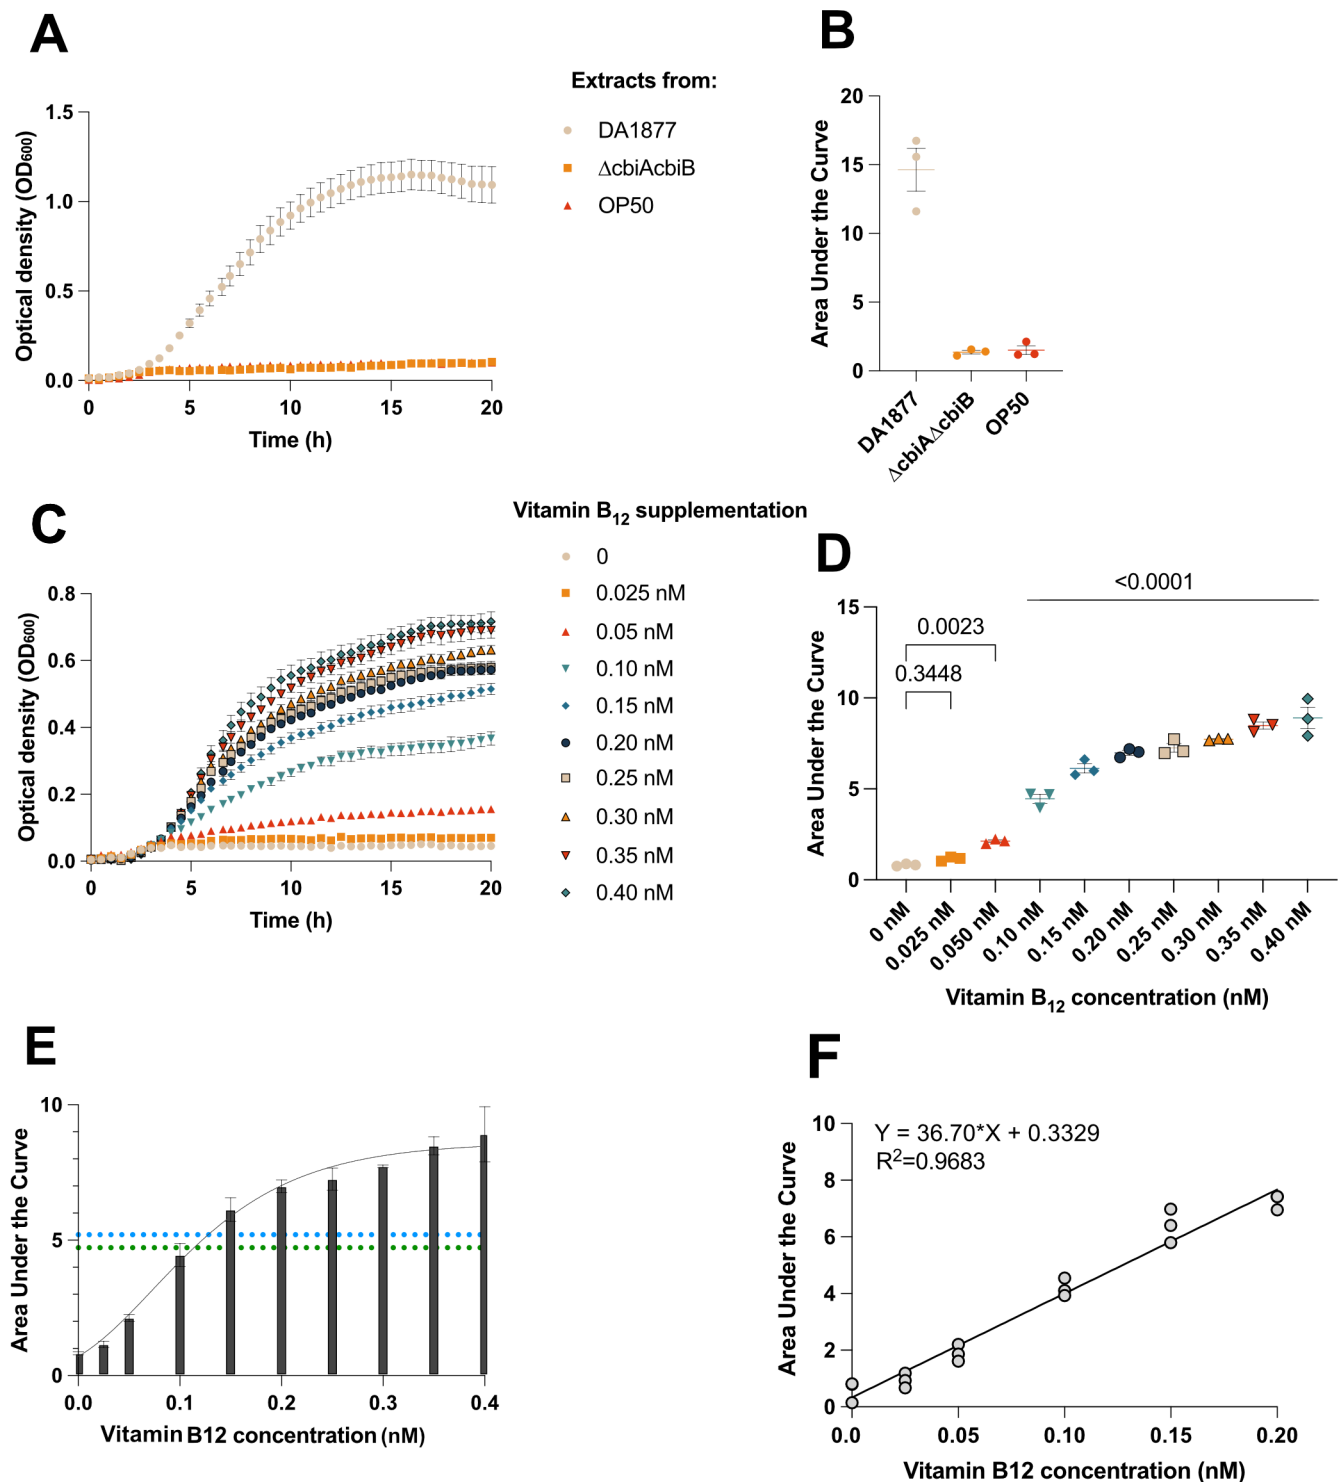 A
Extracts from:
DA1877
ΔcbiAcbiB
OP50
Optical density (OD600)
1.5
1.0
0.5
0.0
0 5 10 15 20
Time (h)
B
Area Under the Curve
20
15
10
5
0
DA1877
ΔcbiAΔcbiB
OP50
C
Vitamin B12 supplementation
0
0.025 nM
0.05 nM
0.10 nM
0.15 nM
0.20 nM
0.25 nM
0.30 nM
0.35 nM
0.40 nM
Optical density (OD600)
0.8
0.6
0.4
0.2
0.0
0 5 10 15 20
Time (h)
D
<0.0001
0.0023
0.3448
Area Under the Curve
15
10
5
0
0 nM
0.025 nM
0.050 nM
0.10 nM
0.15 nM
0.20 nM
0.25 nM
0.30 nM
0.35 nM
0.40 nM
Vitamin B12 concentration (nM)
E
Area Under the Curve
10
5
0
0.0 0.1 0.2 0.3 0.4
Vitamin B12 concentration (nM)
F
Y = 36.70*X + 0.3329
R2=0.9683
Area Under the Curve
10
8
6
4
2
0
0.0 0.05 0.10 0.15 0.20
Vitamin B12 concentration (nM)